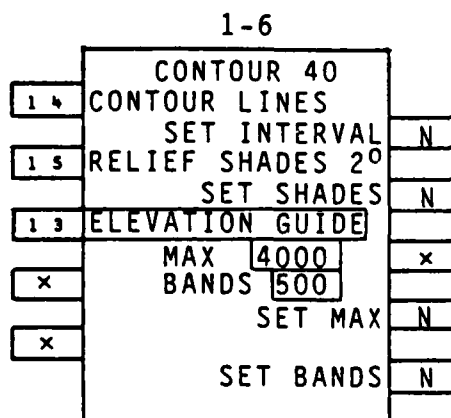 1-6
CONTOUR 40
14 CONTOUR LINES
SET INTERVAL N
15 RELIEF SHADES 2º
SET SHADES N
13 ELEVATION GUIDE
MAX 4000 ×
× BANDS 500
SET MAX N
×
SET BANDS N